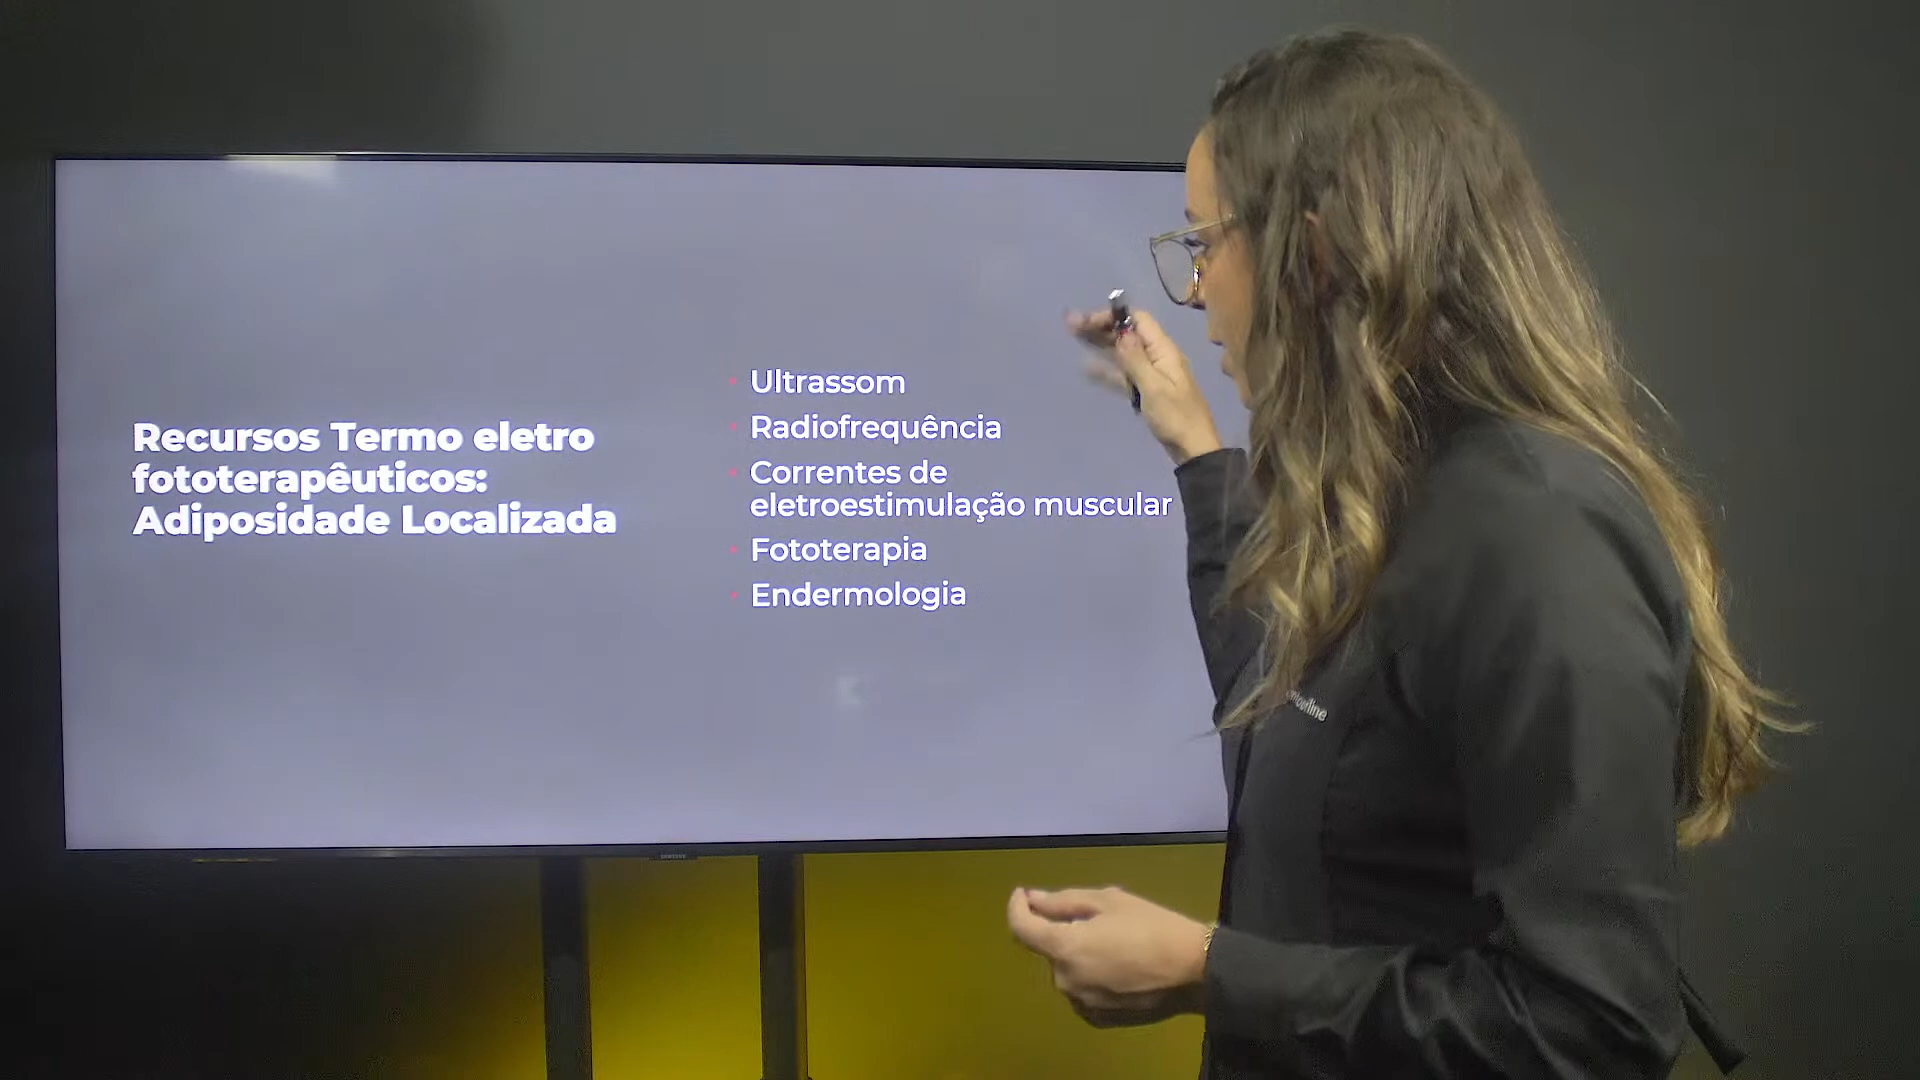 Recursos Termo eletro
fototerapêuticos:
Adiposidade Localizada
Ultrassom
Radiofrequência
Correntes de
eletroestimulação muscular
Fototerapia
Endermologia